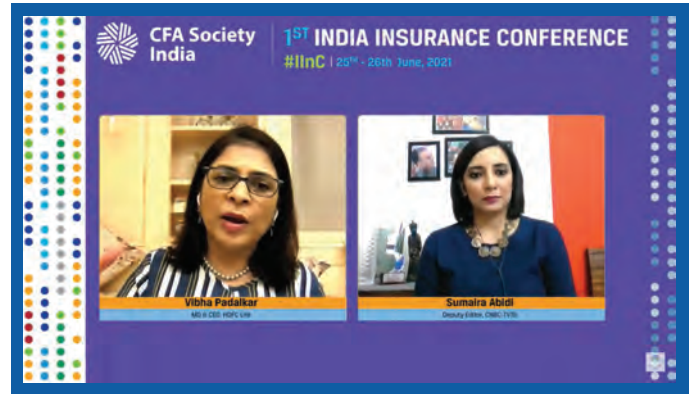 CFA Society
India
1ST INDIA INSURANCE CONFERENCE
#IInC | 25TH - 26th June, 2021
Vibha Padalkar
MD & CEO, HDFC Life
Sumaira Abidi
Deputy Editor, CNBC-TV18